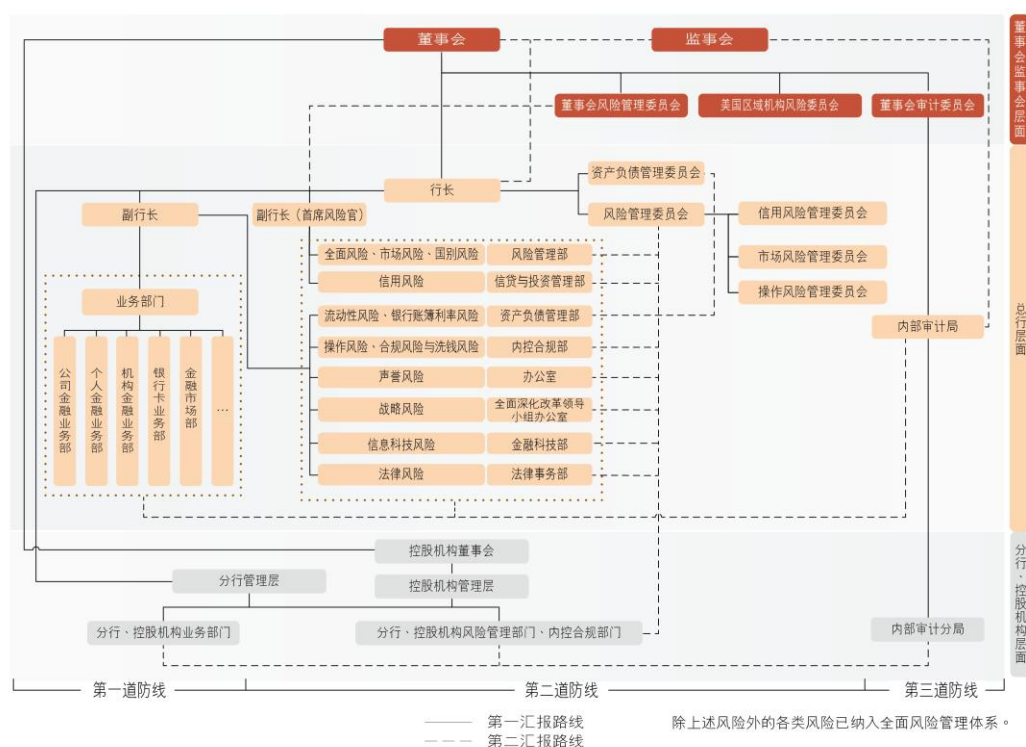 董事会
监事会
董事会监事会层面
董事会风险管理委员会
美国区域机构风险委员会
董事会审计委员会
资产负债管理委员会
行长
副行长
副行长（首席风险官）
风险管理委员会
信用风险管理委员会
全面风险、市场风险、国别风险
风险管理部
市场风险管理委员会
信用风险
信贷与投资管理部
操作风险管理委员会
业务部门
流动性风险、银行账簿利率风险
资产负债管理部
内部审计局
总行层面
操作风险、合规风险与洗钱风险
内控合规部
公司金融业务部
个人金融业务部
机构金融业务部
银行卡业务部
金融市场部
…
声誉风险
办公室
战略风险
全面深化改革领导
小组办公室
信息科技风险
金融科技部
法律风险
法律事务部
控股机构董事会
分行管理层
控股机构管理层
分行、控股机构层面
分行、控股机构业务部门
分行、控股机构风险管理部门、内控合规部门
内部审计分局
第一道防线
第二道防线
第三道防线
第一汇报路线
除上述风险外的各类风险已纳入全面风险管理体系。
第二汇报路线